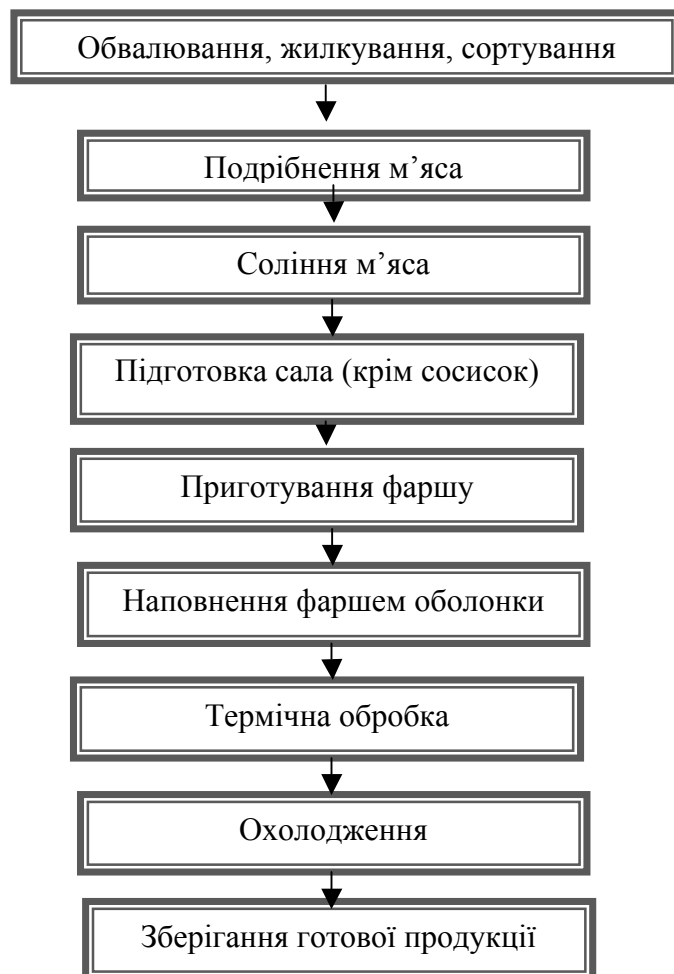 Обвалювання, жилкування, сортування
Подрібнення м’яса
Соління м’яса
Підготовка сала (крім сосисок)
Приготування фаршу
Наповнення фаршем оболонки
Термічна обробка
Охолодження
Зберігання готової продукції